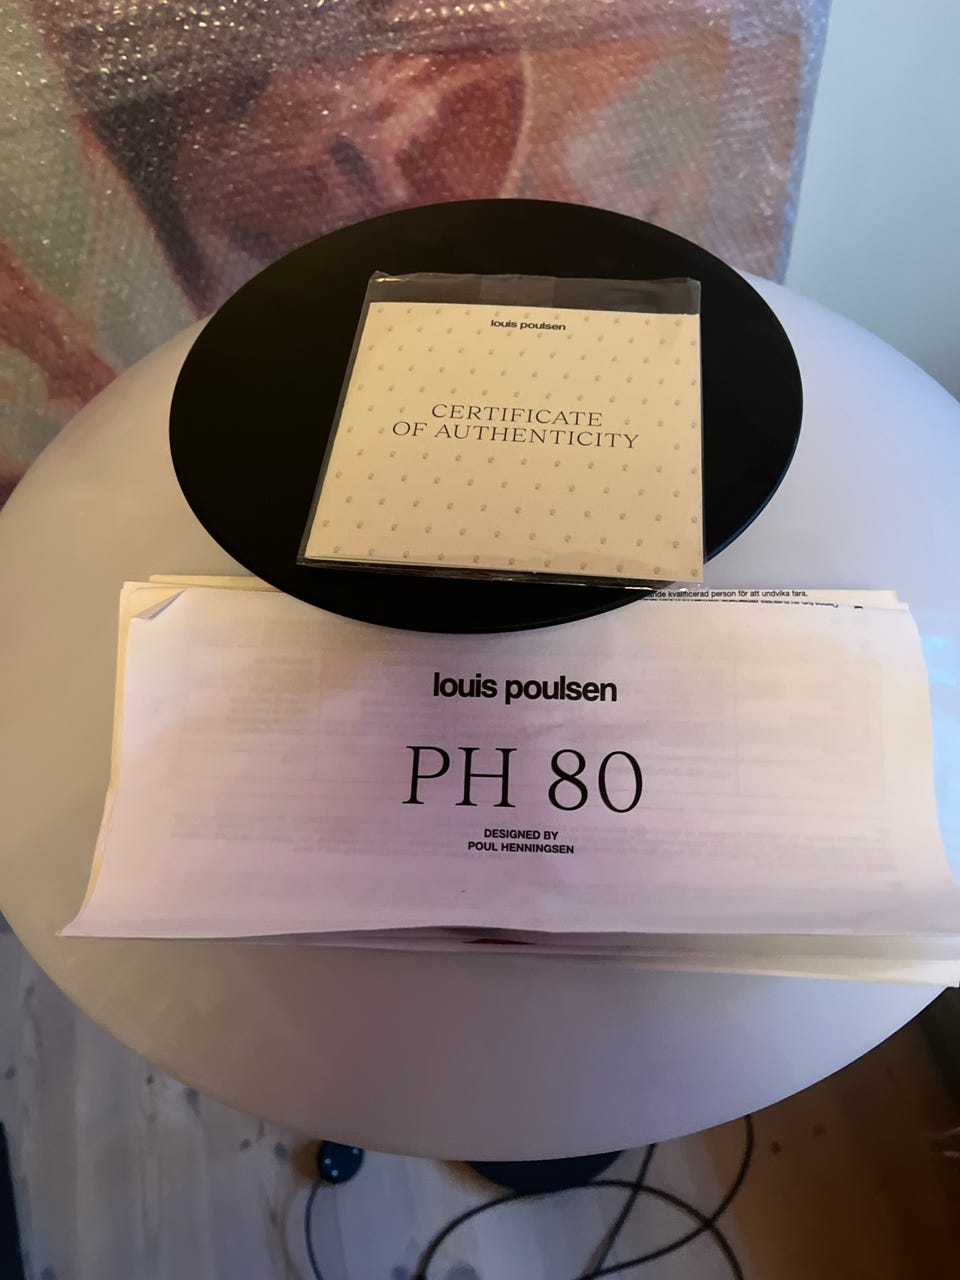 louis poulsen
CERTIFICATE
OF AUTHENTICITY
kvalificerad person för att undvika fara.
louis poulsen
PH 80
DESIGNED BY
POUL HENNINGSEN